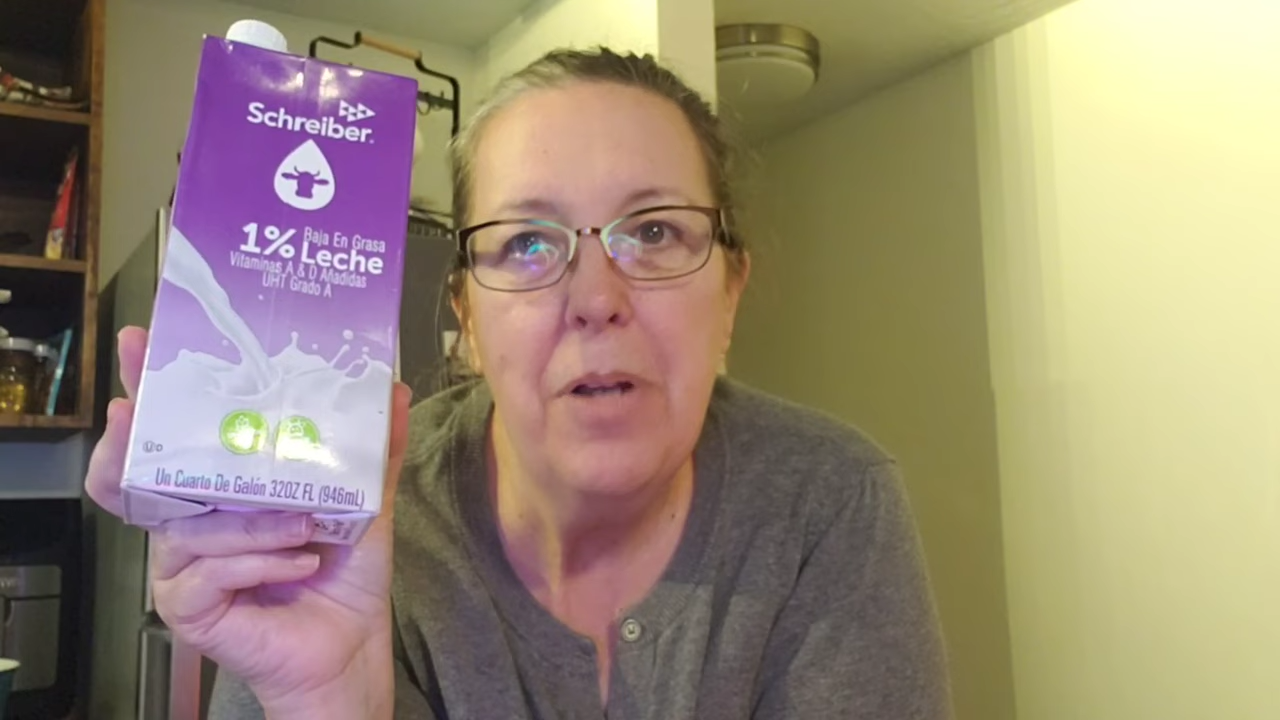 Schreiber
1% Baja En Grasa
Leche
Vitaminas A & D Añadidas
UHT Grado A
Un Cuarto De Galón 32OZ FL (946mL)